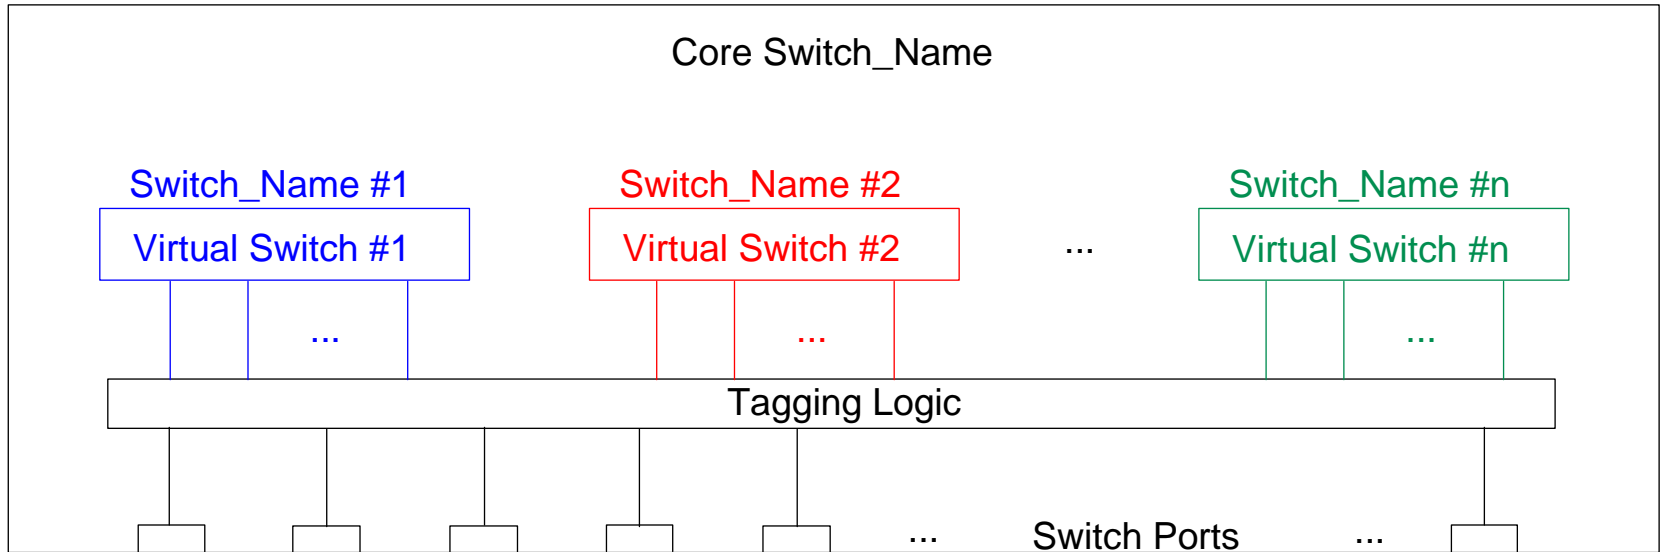 Core Switch_Name
Switch_Name #1 Switch_Name #2 Switch_Name #n
Virtual Switch #1 Virtual Switch #2 ... Virtual Switch #n
... ... ...
Tagging Logic
... Switch Ports ...